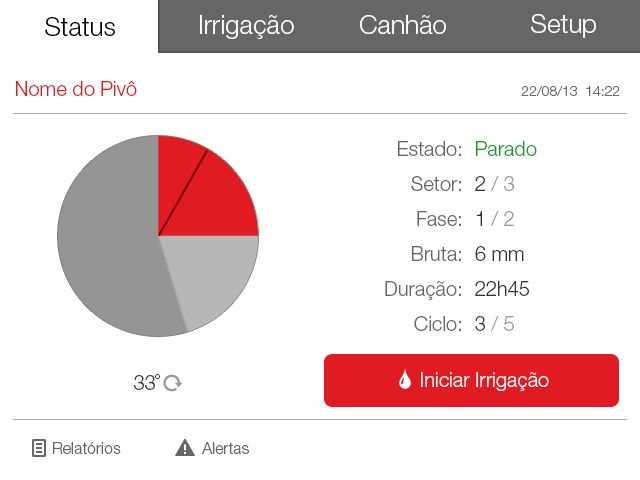 Status Irrigação Canhão Setup
Nome do Pivô 22/08/13 14:22
Estado: Parado
Setor: 2 / 3
Fase: 1 / 2
Bruta: 6 mm
Duração: 22h45
Ciclo: 3 / 5
33°
Iniciar Irrigação
Relatórios Alertas